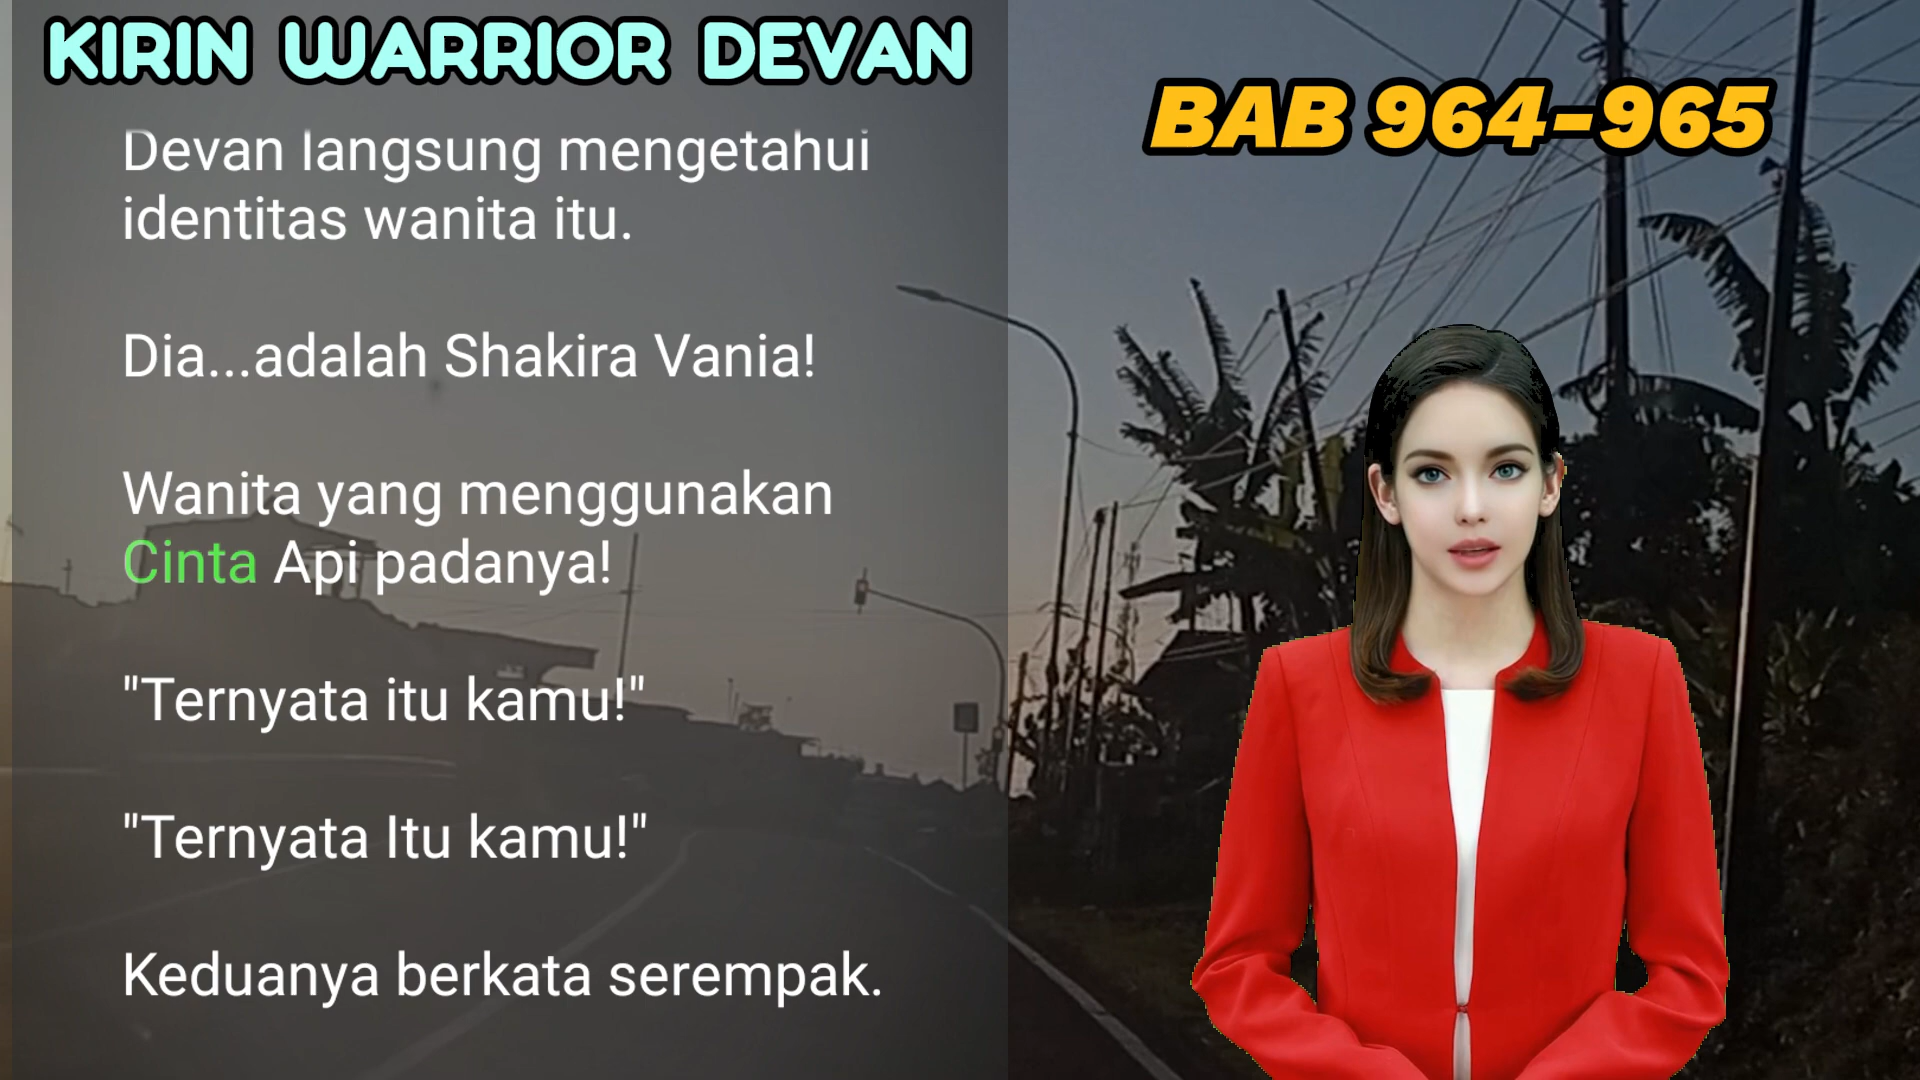 KIRIN WARRIOR DEVAN
BAB 964-965
Devan langsung mengetahui
identitas wanita itu.
Dia...adalah Shakira Vania!
Wanita yang menggunakan
Cinta Api padanya!
"Ternyata itu kamu!"
"Ternyata Itu kamu!"
Keduanya berkata serempak.